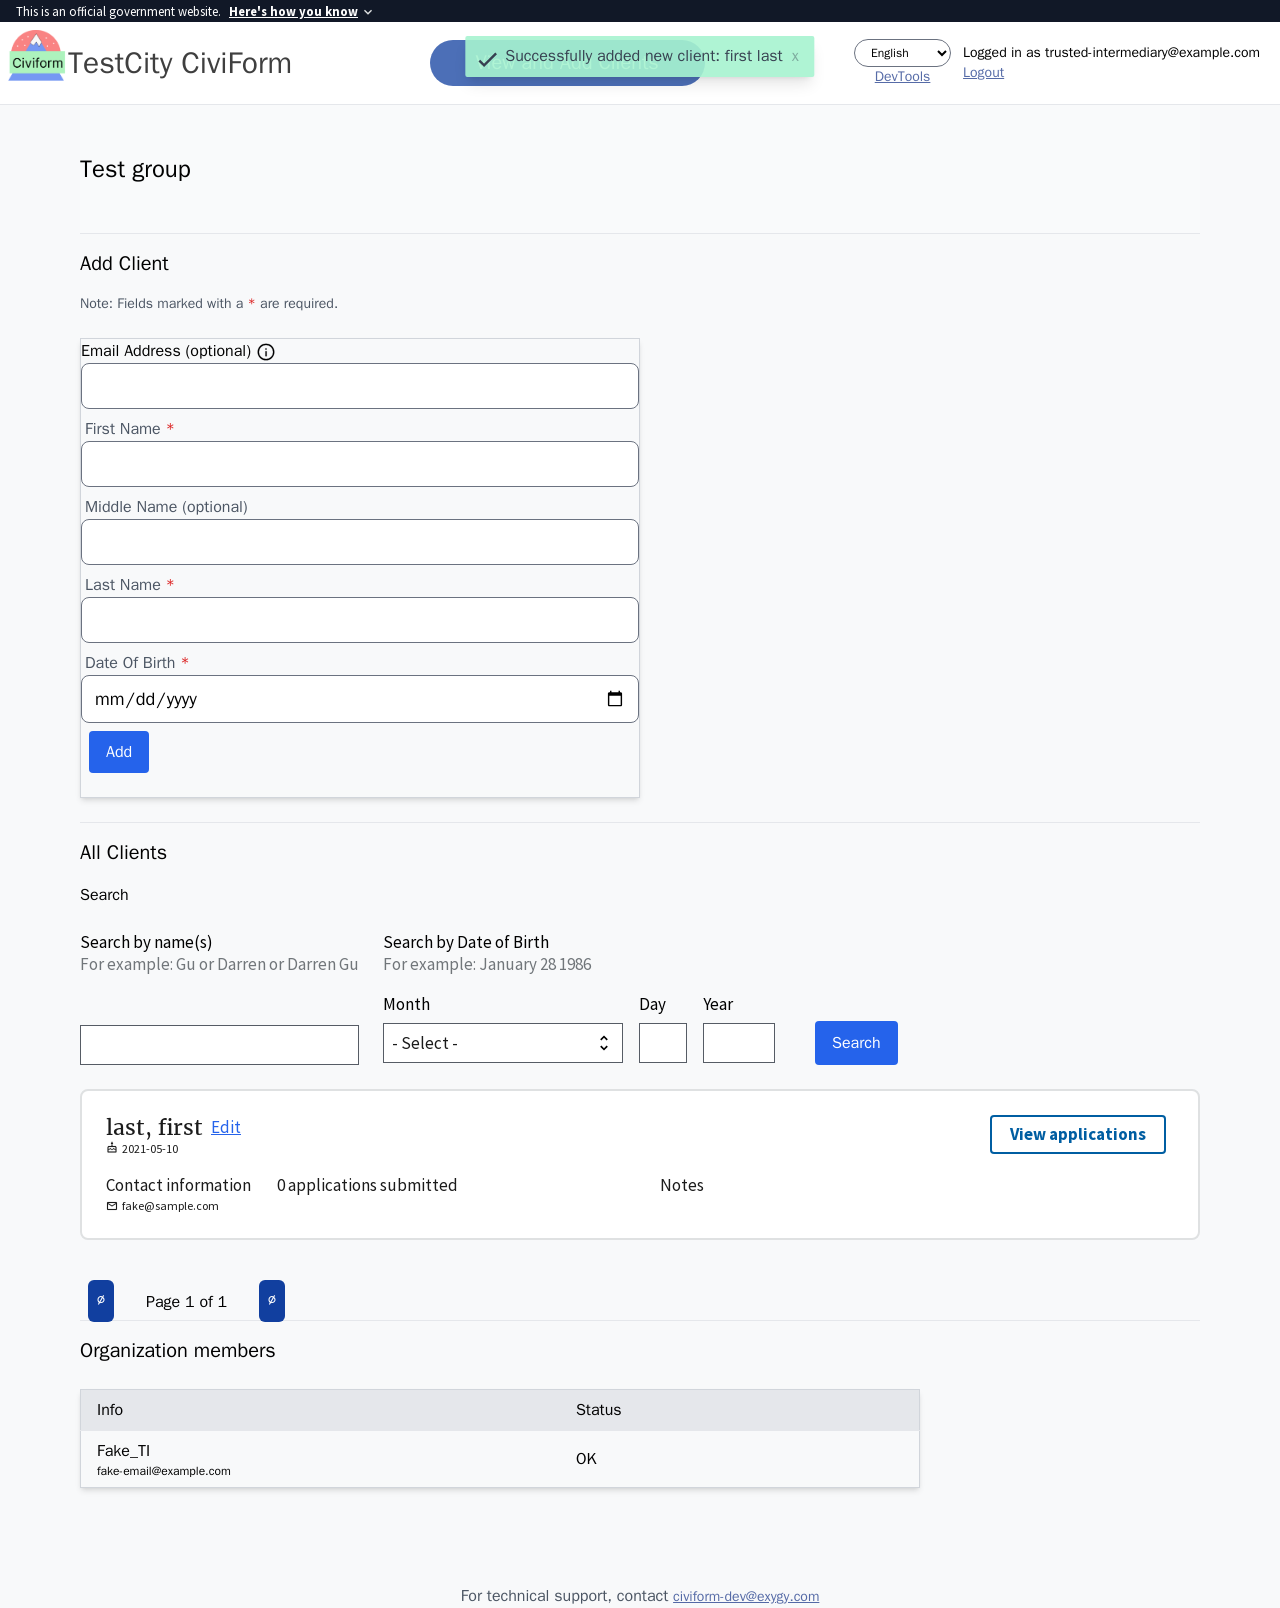 This is an official government website. Here's how you know
Civiform
TestCity CiviForm
Successfully added new client: first last x
English
DevTools
Logged in as trusted-intermediary@example.com
Logout
Test group
Add Client
Note: Fields marked with a * are required.
Email Address (optional)
First Name *
Middle Name (optional)
Last Name *
Date Of Birth *
mm/dd/yyyy
Add
All Clients
Search
Search by name(s)
For example: Gu or Darren or Darren Gu
Search by Date of Birth
For example: January 28 1986
Month
Day
Year
- Select -
Search
last, first Edit
2021-05-10
View applications
Contact information
fake@sample.com
0 applications submitted
Notes
Page 1 of 1
Organization members
Info Status
Fake_TI
fake-email@example.com
OK
For technical support, contact civiform-dev@exygy.com